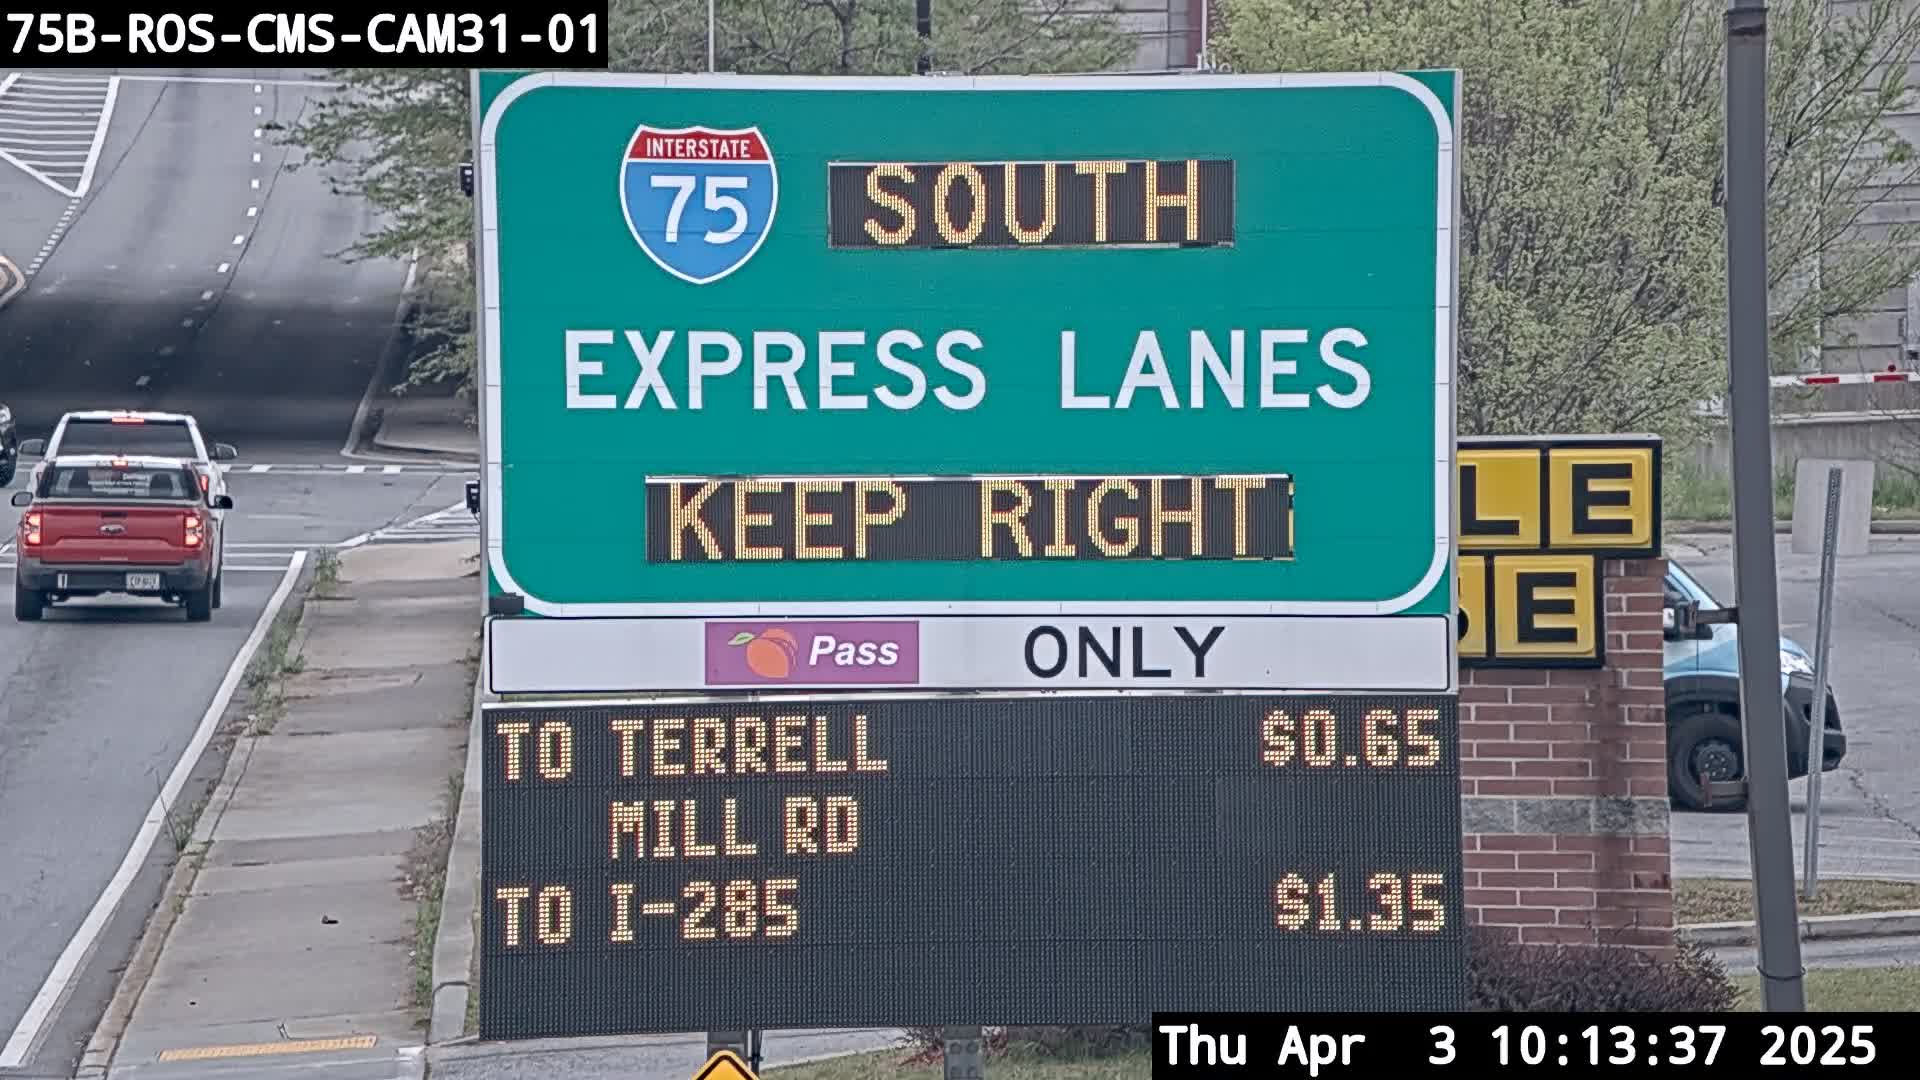 75B-ROS-CMS-CAM31-01
INTERSTATE
75
SOUTH
EXPRESS LANES
KEEP RIGHT
Pass ONLY
TO TERRELL $0.65
MILL RD
TO I-285 $1.35
LE
E
Thu Apr 3 10:13:37 2025